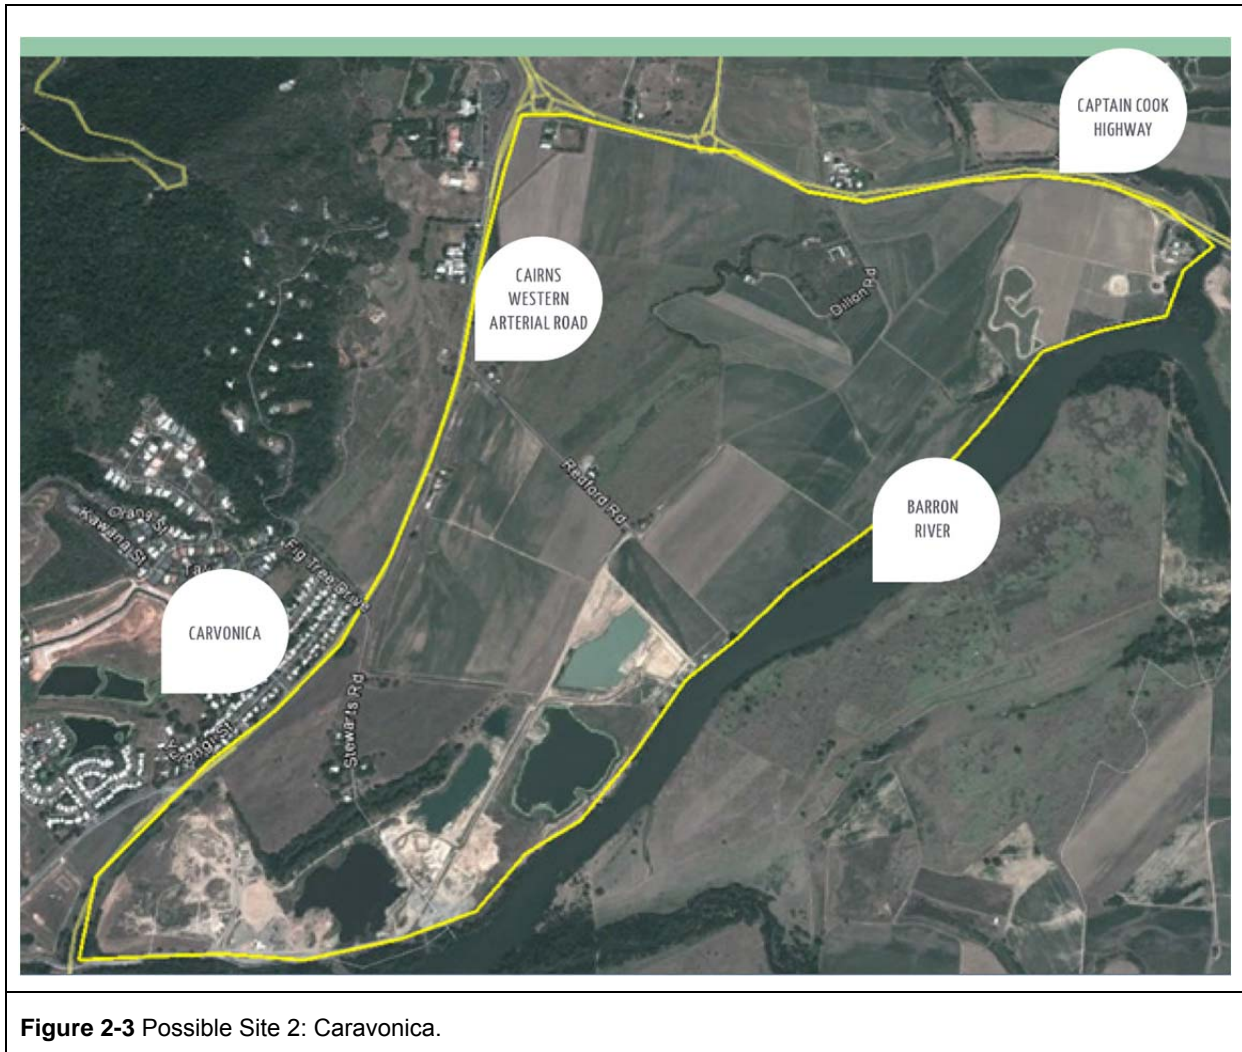 CAPTAIN COOK
HIGHWAY
CAIRNS
WESTERN
ARTERIAL ROAD
Dillon Rd
Redford Rd
BARRON
RIVER
Kawana St
Fig Tree Drive
CARVONICA
Stewarts Rd
Figure 2-3 Possible Site 2: Caravonica.